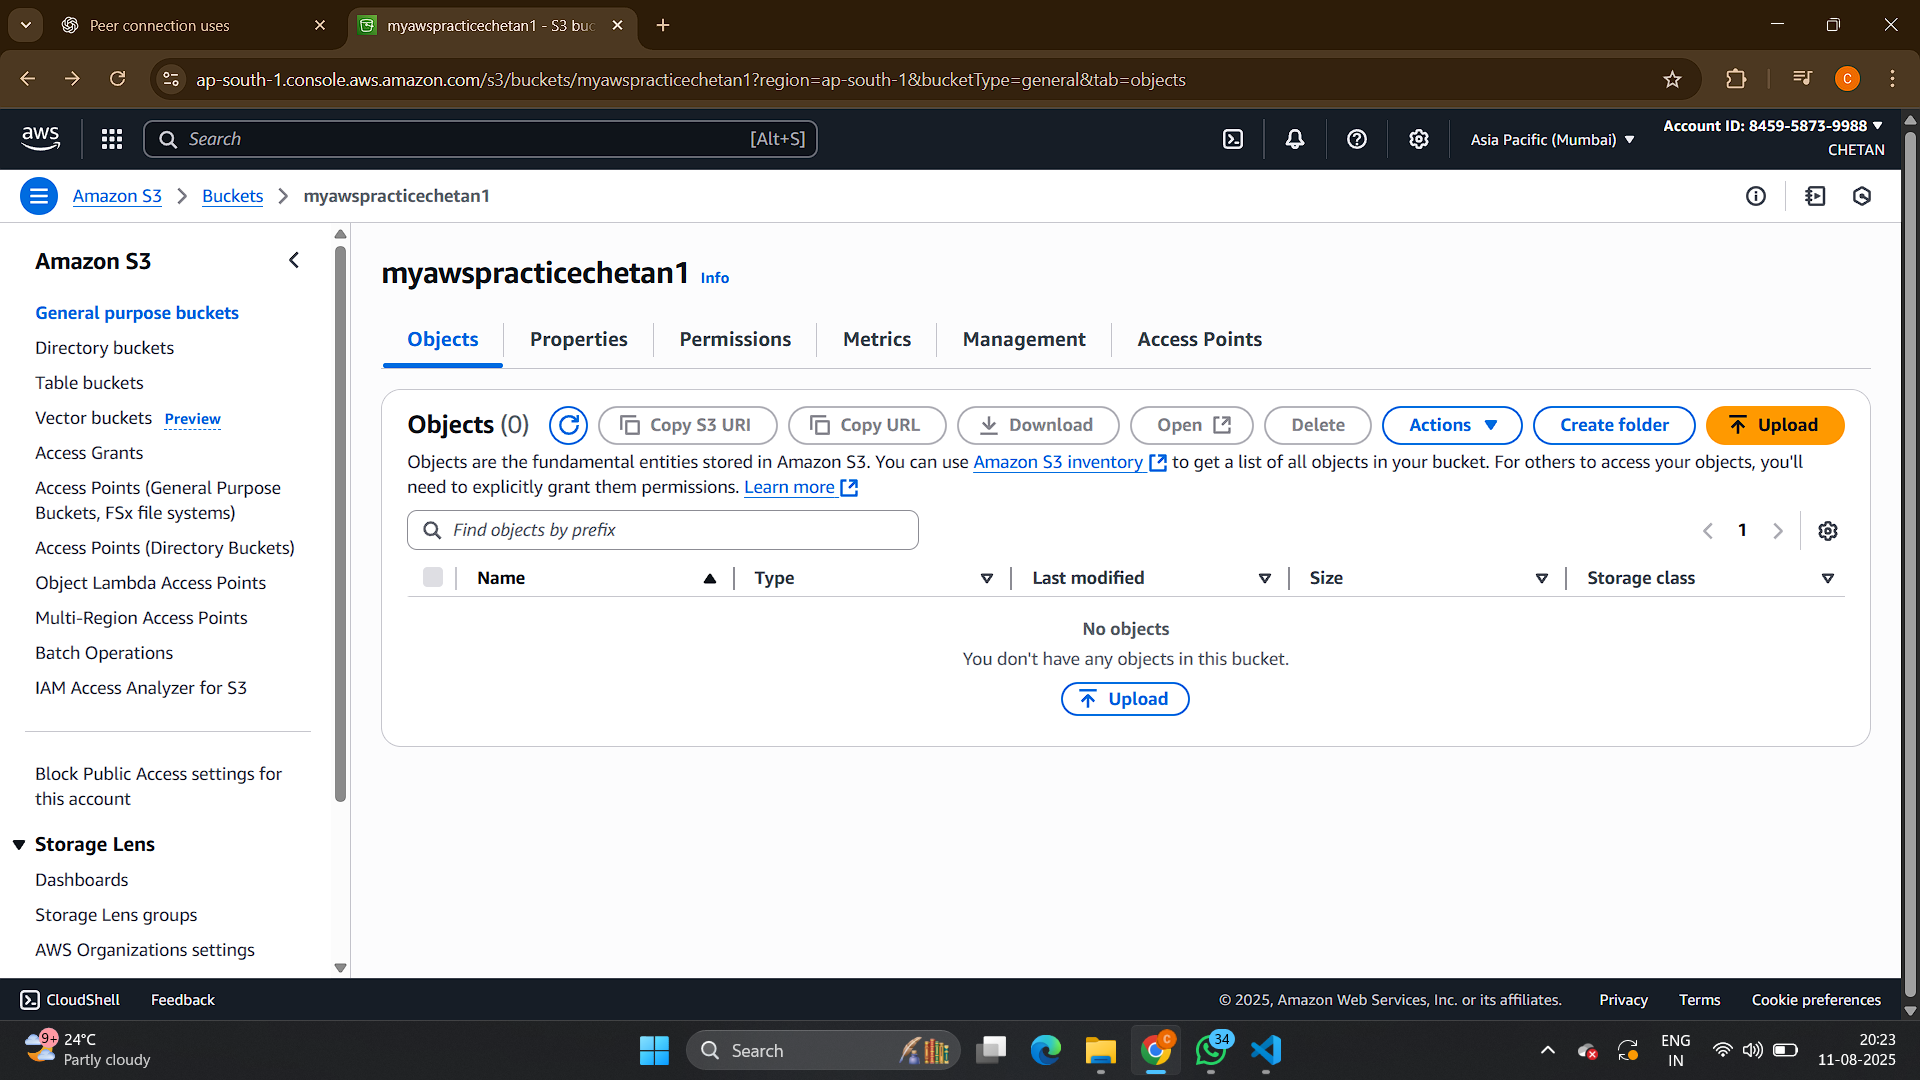 Peer connection uses
myawspracticechetan1 - S3 buc
ap-south-1.console.aws.amazon.com/s3/buckets/myawspracticechetan1?region=ap-south-1&bucketType=general&tab=objects
C
aws
Search
[Alt+S]
Asia Pacific (Mumbai)
Account ID: 8459-5873-9988
CHETAN
Amazon S3
Buckets
myawspracticechetan1
Amazon S3
General purpose buckets
Directory buckets
Table buckets
Vector buckets Preview
Access Grants
Access Points (General Purpose
Buckets, FSx file systems)
Access Points (Directory Buckets)
Object Lambda Access Points
Multi-Region Access Points
Batch Operations
IAM Access Analyzer for S3
Block Public Access settings for
this account
Storage Lens
Dashboards
Storage Lens groups
AWS Organizations settings
myawspracticechetan1 Info
Objects
Properties
Permissions
Metrics
Management
Access Points
Objects (0)
Copy S3 URI
Copy URL
Download
Open
Delete
Actions
Create folder
Upload
Objects are the fundamental entities stored in Amazon S3. You can use Amazon S3 inventory to get a list of all objects in your bucket. For others to access your objects, you'll
need to explicitly grant them permissions. Learn more
Find objects by prefix
1
Name
Type
Last modified
Size
Storage class
No objects
You don't have any objects in this bucket.
Upload
CloudShell
Feedback
© 2025, Amazon Web Services, Inc. or its affiliates.
Privacy
Terms
Cookie preferences
9+
24°C
Partly cloudy
Search
C
34
ENG
IN
20:23
11-08-2025